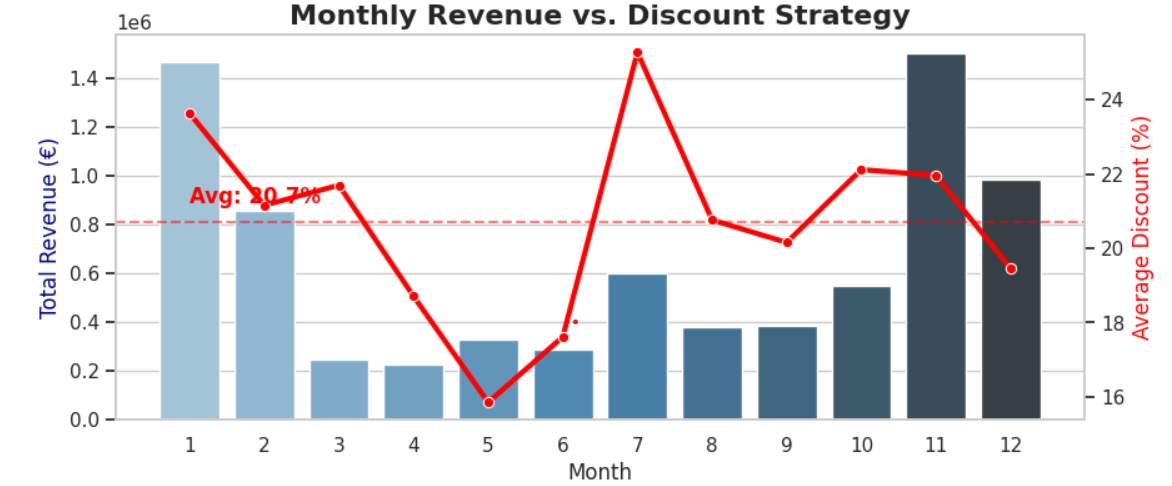 Monthly Revenue vs. Discount Strategy
1e6
Total Revenue (€)
1.4
1.2
1.0
0.8
0.6
0.4
0.2
0.0
Avg: 20.7%
24
22
20
18
16
Average Discount (%)
1 2 3 4 5 6 7 8 9 10 11 12
Month